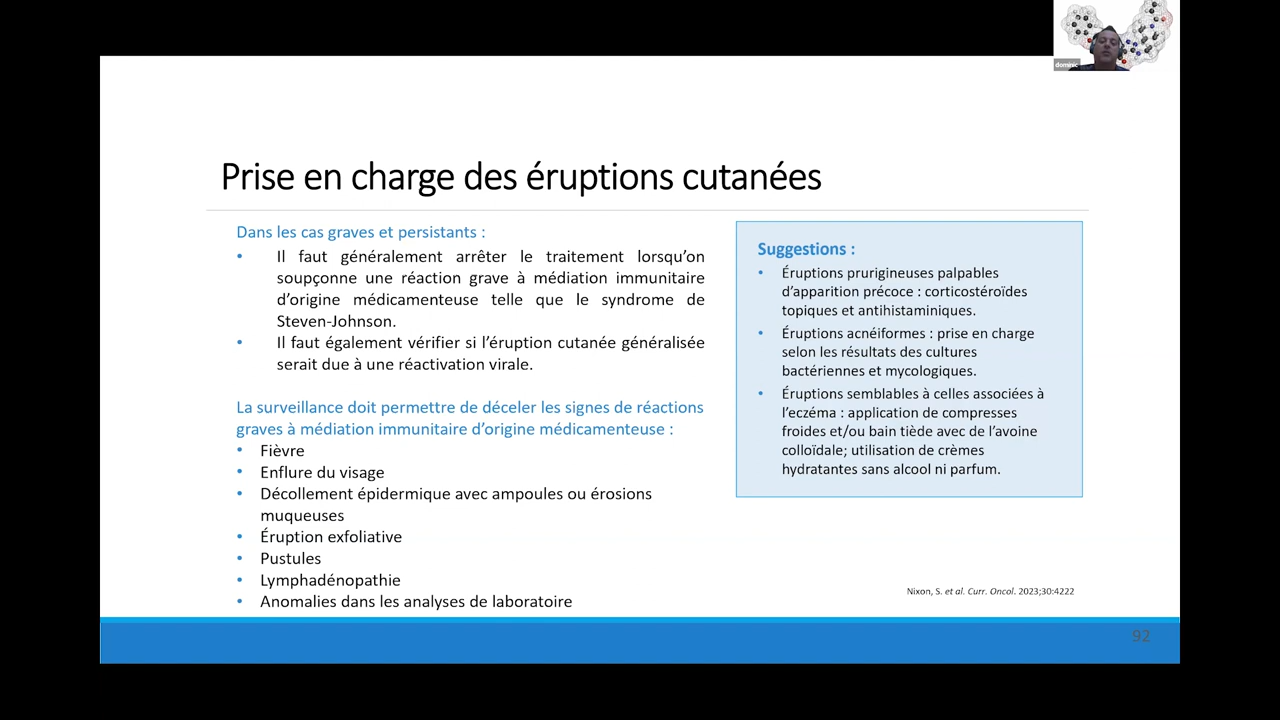 dominic
Prise en charge des éruptions cutanées
Dans les cas graves et persistants :
• Il faut généralement arrêter le traitement lorsqu’on
soupçonne une réaction grave à médiation immunitaire
d’origine médicamenteuse telle que le syndrome de
Steven-Johnson.
• Il faut également vérifier si l’éruption cutanée généralisée
serait due à une réactivation virale.
La surveillance doit permettre de déceler les signes de réactions
graves à médiation immunitaire d’origine médicamenteuse :
• Fièvre
• Enflure du visage
• Décollement épidermique avec ampoules ou érosions
muqueuses
• Éruption exfoliative
• Pustules
• Lymphadénopathie
• Anomalies dans les analyses de laboratoire
Suggestions :
• Éruptions prurigineuses palpables
d’apparition précoce : corticostéroïdes
topiques et antihistaminiques.
• Éruptions acnéiformes : prise en charge
selon les résultats des cultures
bactériennes et mycologiques.
• Éruptions semblables à celles associées à
l’eczéma : application de compresses
froides et/ou bain tiède avec de l’avoine
colloïdale; utilisation de crèmes
hydratantes sans alcool ni parfum.
Nixon, S. et al. Curr. Oncol. 2023;30:4222
92